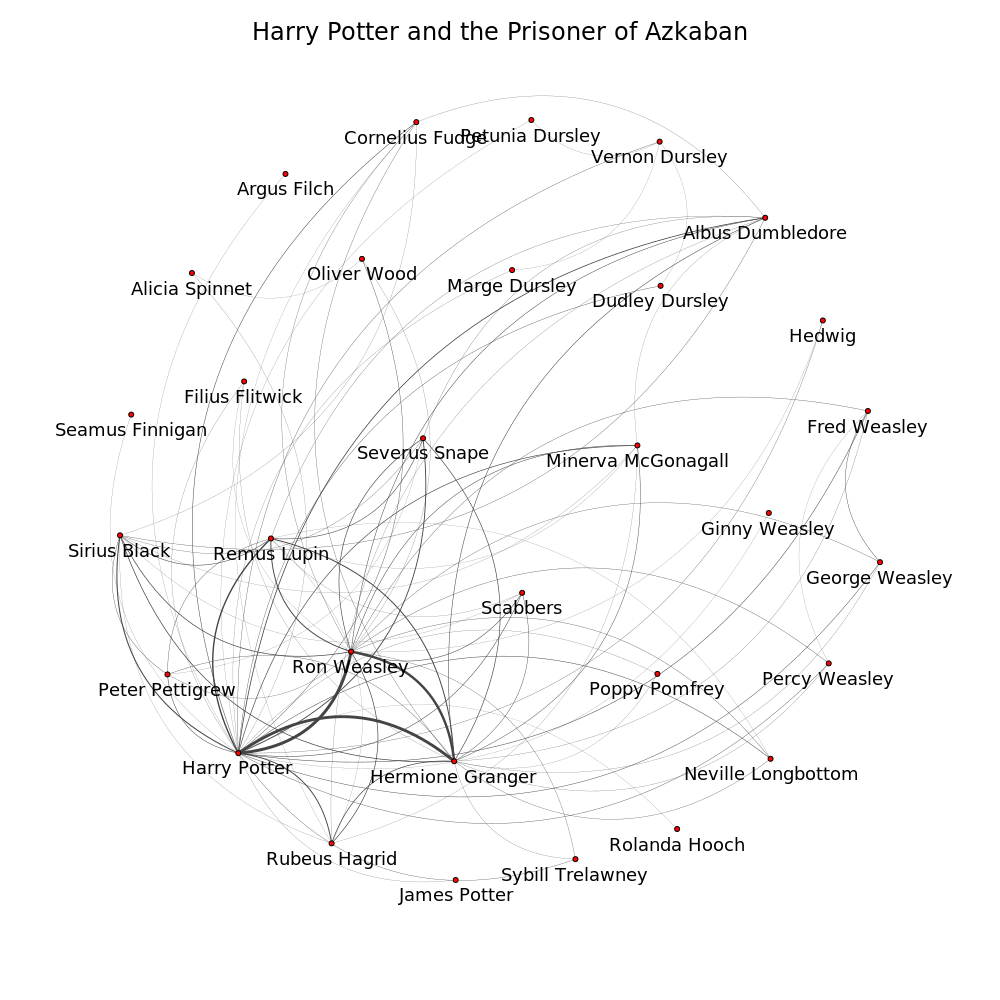 Harry Potter and the Prisoner of Azkaban
Cornelius Fudge
Petunia Dursley
Vernon Dursley
Argus Filch
Albus Dumbledore
Alicia Spinnet
Oliver Wood
Marge Dursley
Dudley Dursley
Hedwig
Filius Flitwick
Seamus Finnigan
Fred Weasley
Severus Snape
Minerva McGonagall
Ginny Weasley
Sirius Black
Remus Lupin
George Weasley
Scabbers
Ron Weasley
Percy Weasley
Peter Pettigrew
Poppy Pomfrey
Harry Potter
Hermione Granger
Neville Longbottom
Rolanda Hooch
Rubeus Hagrid
Sybill Trelawney
James Potter